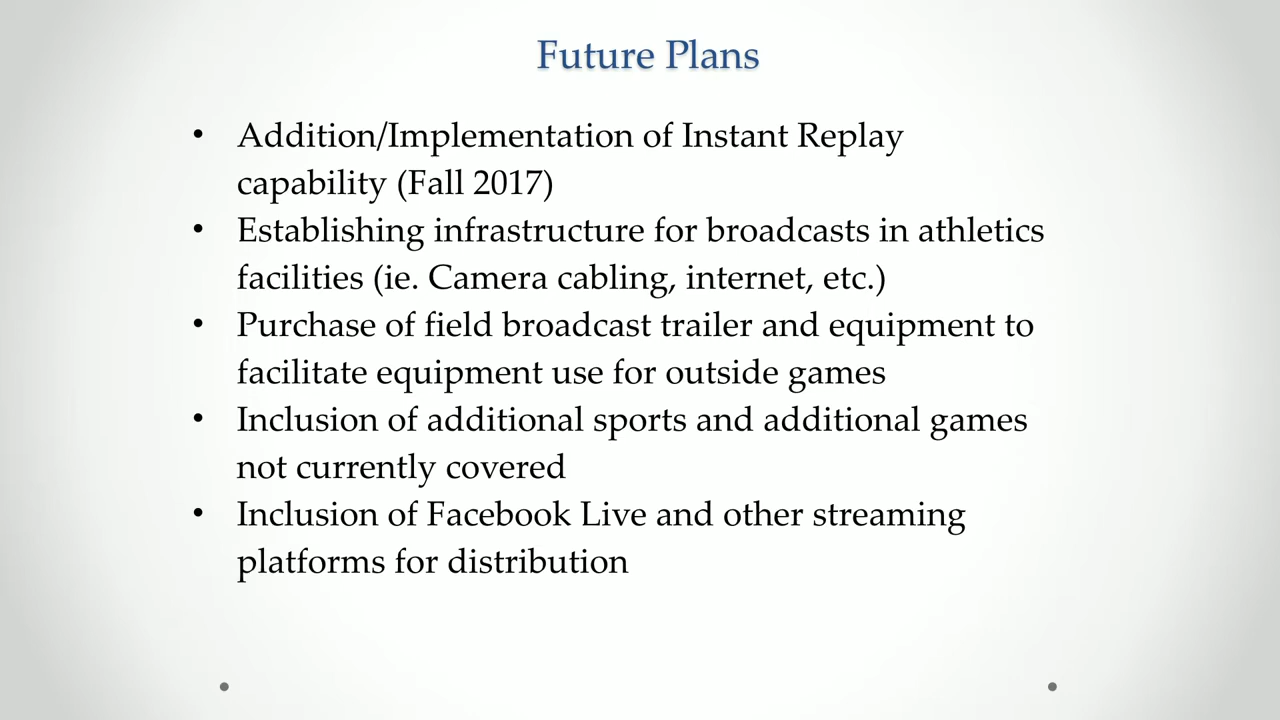 Future Plans
• Addition/Implementation of Instant Replay
capability (Fall 2017)
• Establishing infrastructure for broadcasts in athletics
facilities (ie. Camera cabling, internet, etc.)
• Purchase of field broadcast trailer and equipment to
facilitate equipment use for outside games
• Inclusion of additional sports and additional games
not currently covered
• Inclusion of Facebook Live and other streaming
platforms for distribution